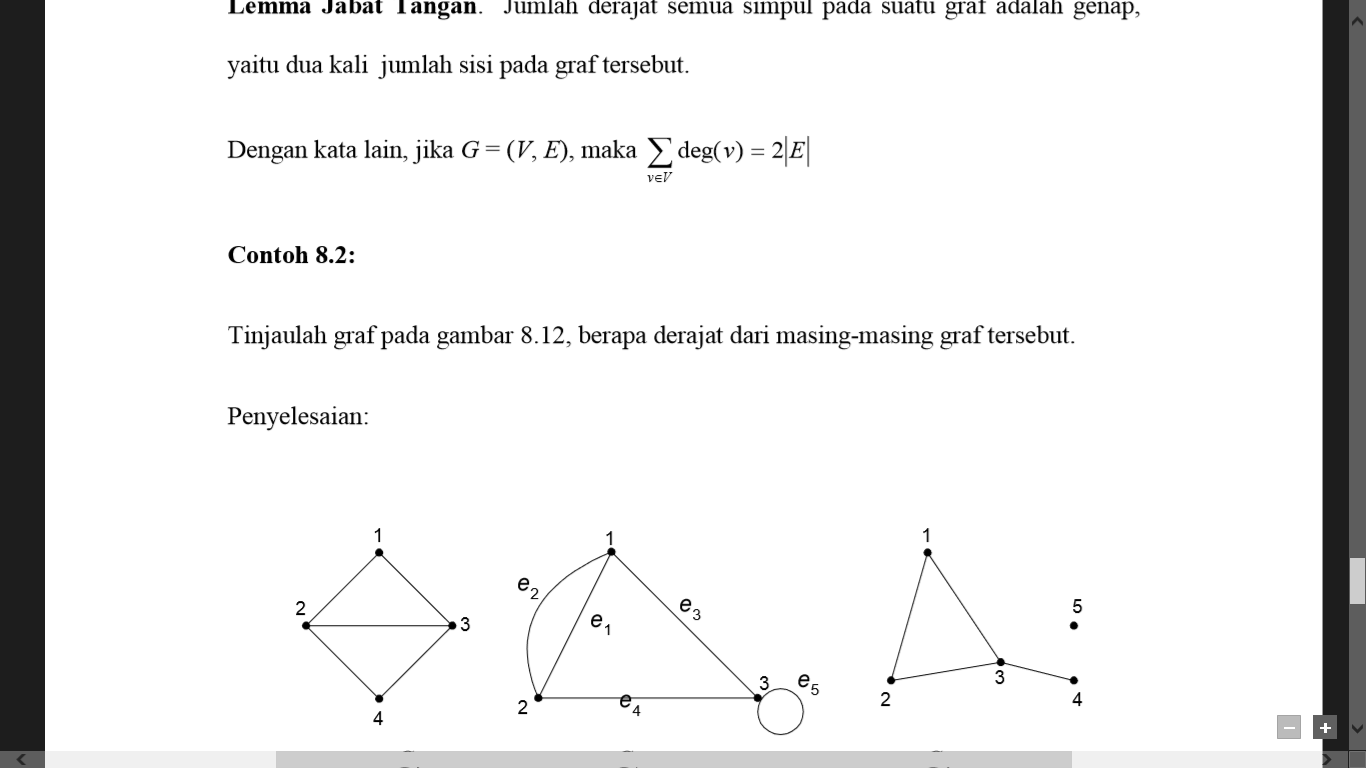 Lemma Jabat Tangan. Jumlah derajat semua simpul pada suatu graf adalah genap,
yaitu dua kali jumlah sisi pada graf tersebut.
Dengan kata lain, jika G = (V, E), maka ∑ deg(v) = 2|E|
v∈V
Contoh 8.2:
Tinjaulah graf pada gambar 8.12, berapa derajat dari masing-masing graf tersebut.
Penyelesaian:
1
2
3
4
1
e2
e1
e3
2
e4
3
e5
1
2
3
5
4